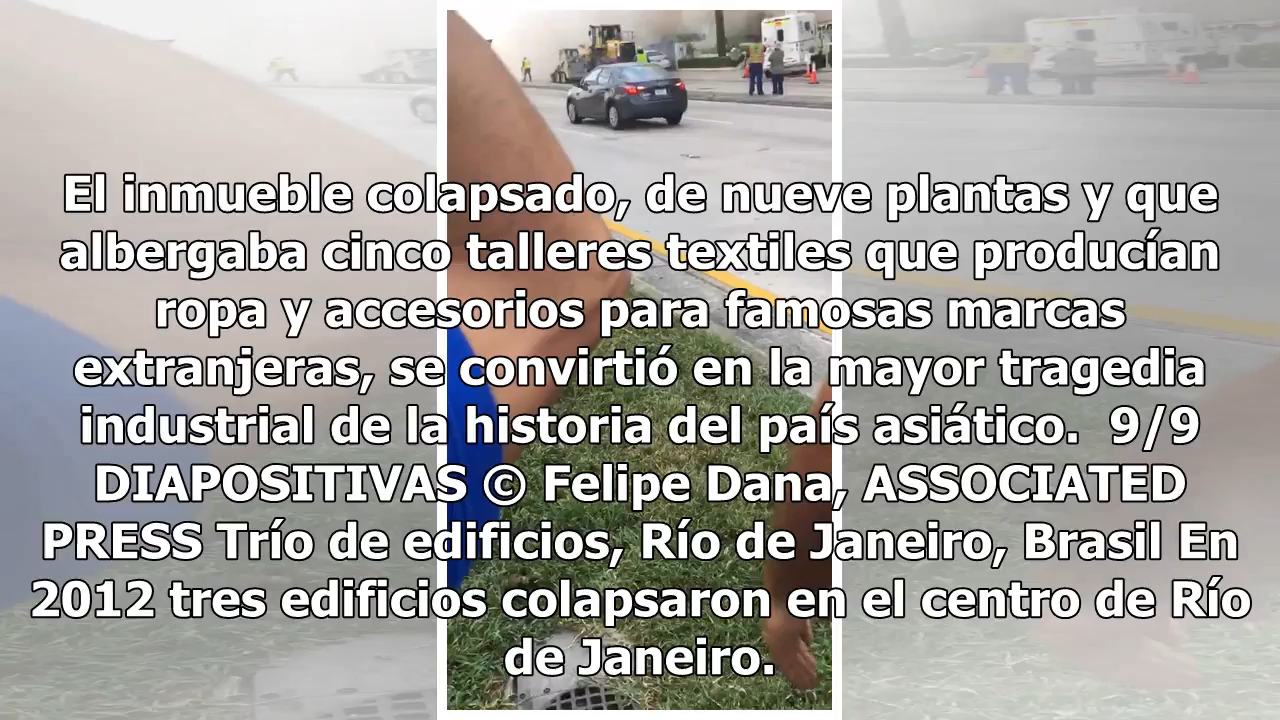 El inmueble colapsado, de nueve plantas y que
albergaba cinco talleres textiles que producían
ropa y accesorios para famosas marcas
extranjeras, se convirtió en la mayor tragedia
industrial de la historia del país asiático.  9/9
DIAPOSITIVAS © Felipe Dana, ASSOCIATED
PRESS Trío de edificios, Río de Janeiro, Brasil En
2012 tres edificios colapsaron en el centro de Río
de Janeiro.